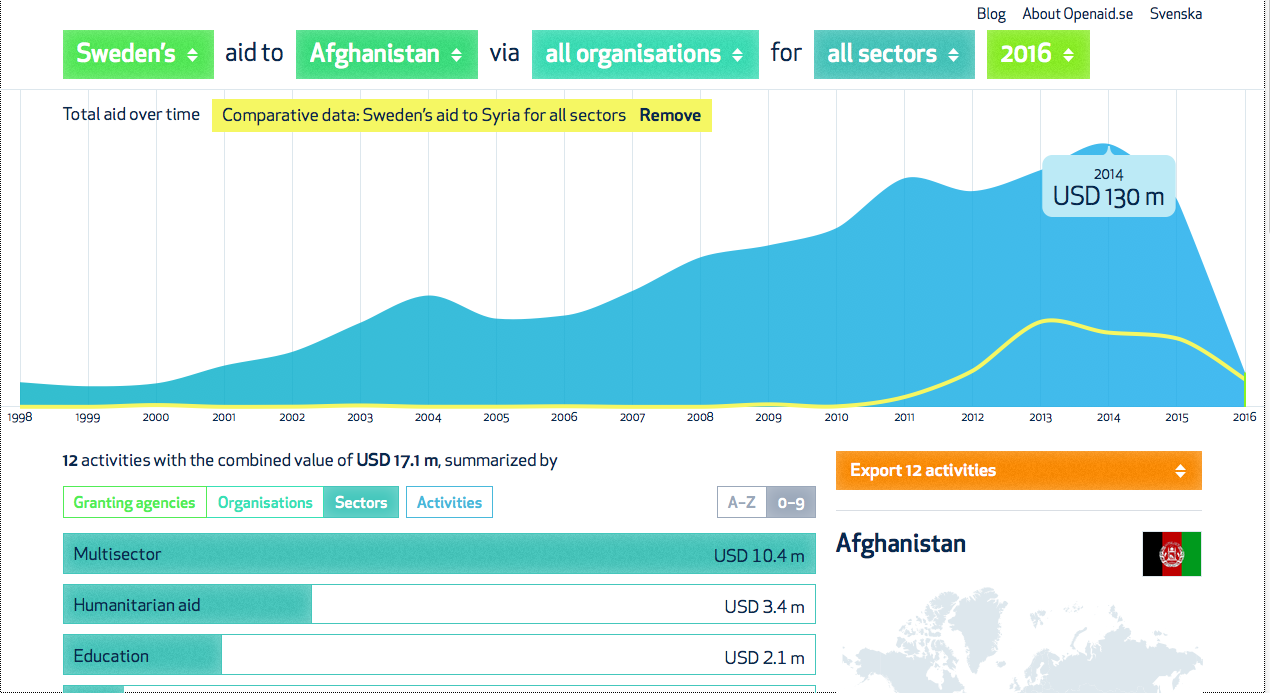 Blog About Openaid.se Svenska
Sweden's aid to Afghanistan via all organisations for all sectors 2016
Total aid over time Comparative data: Sweden's aid to Syria for all sectors Remove
2014
USD 130 m
1998 1999 2000 2001 2002 2003 2004 2005 2006 2007 2008 2009 2010 2011 2012 2013 2014 2015 2016
12 activities with the combined value of USD 17.1 m, summarized by
Export 12 activities
Granting agencies Organisations Sectors Activities A–Z 0–9
Multisector USD 10.4 m
Afghanistan
Humanitarian aid USD 3.4 m
Education USD 2.1 m